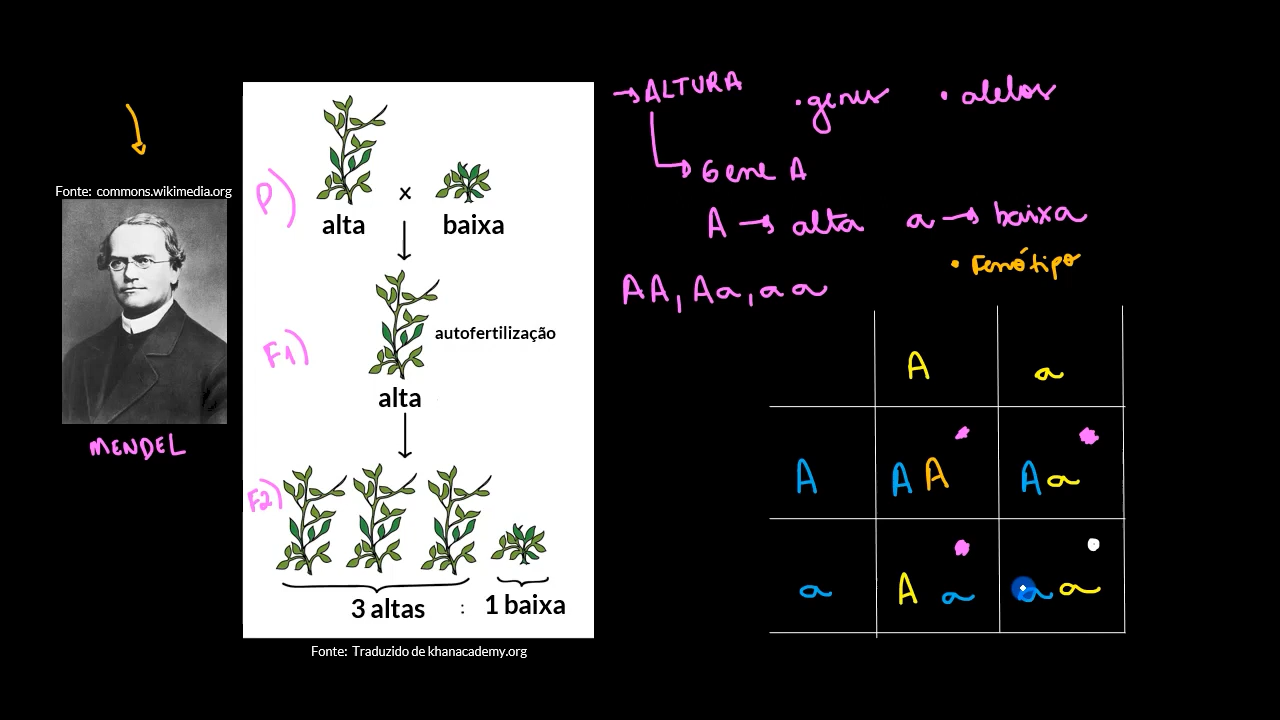 Fonte: commons.wikimedia.org
MENDEL
P)
alta
x
baixa
F1)
autofertilização
alta
F2)
3 altas : 1 baixa
Fonte: Traduzido de khanacademy.org
→ ALTURA
• genes
• alelos
→ Gene A
A → alta a → baixa
• Fenótipo
AA, Aa, aa
A a
A AA Aa
a Aa aa